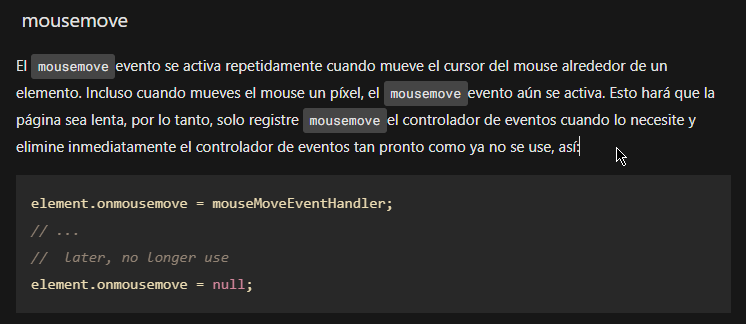 mousemove
El mousemove evento se activa repetidamente cuando mueve el cursor del mouse alrededor de un
elemento. Incluso cuando mueves el mouse un píxel, el mousemove evento aún se activa. Esto hará que la
página sea lenta, por lo tanto, solo registre mousemove el controlador de eventos cuando lo necesite y
elimine inmediatamente el controlador de eventos tan pronto como ya no se use, así:
element.onmousemove = mouseMoveEventHandler;
// ...
//  later, no longer use
element.onmousemove = null;